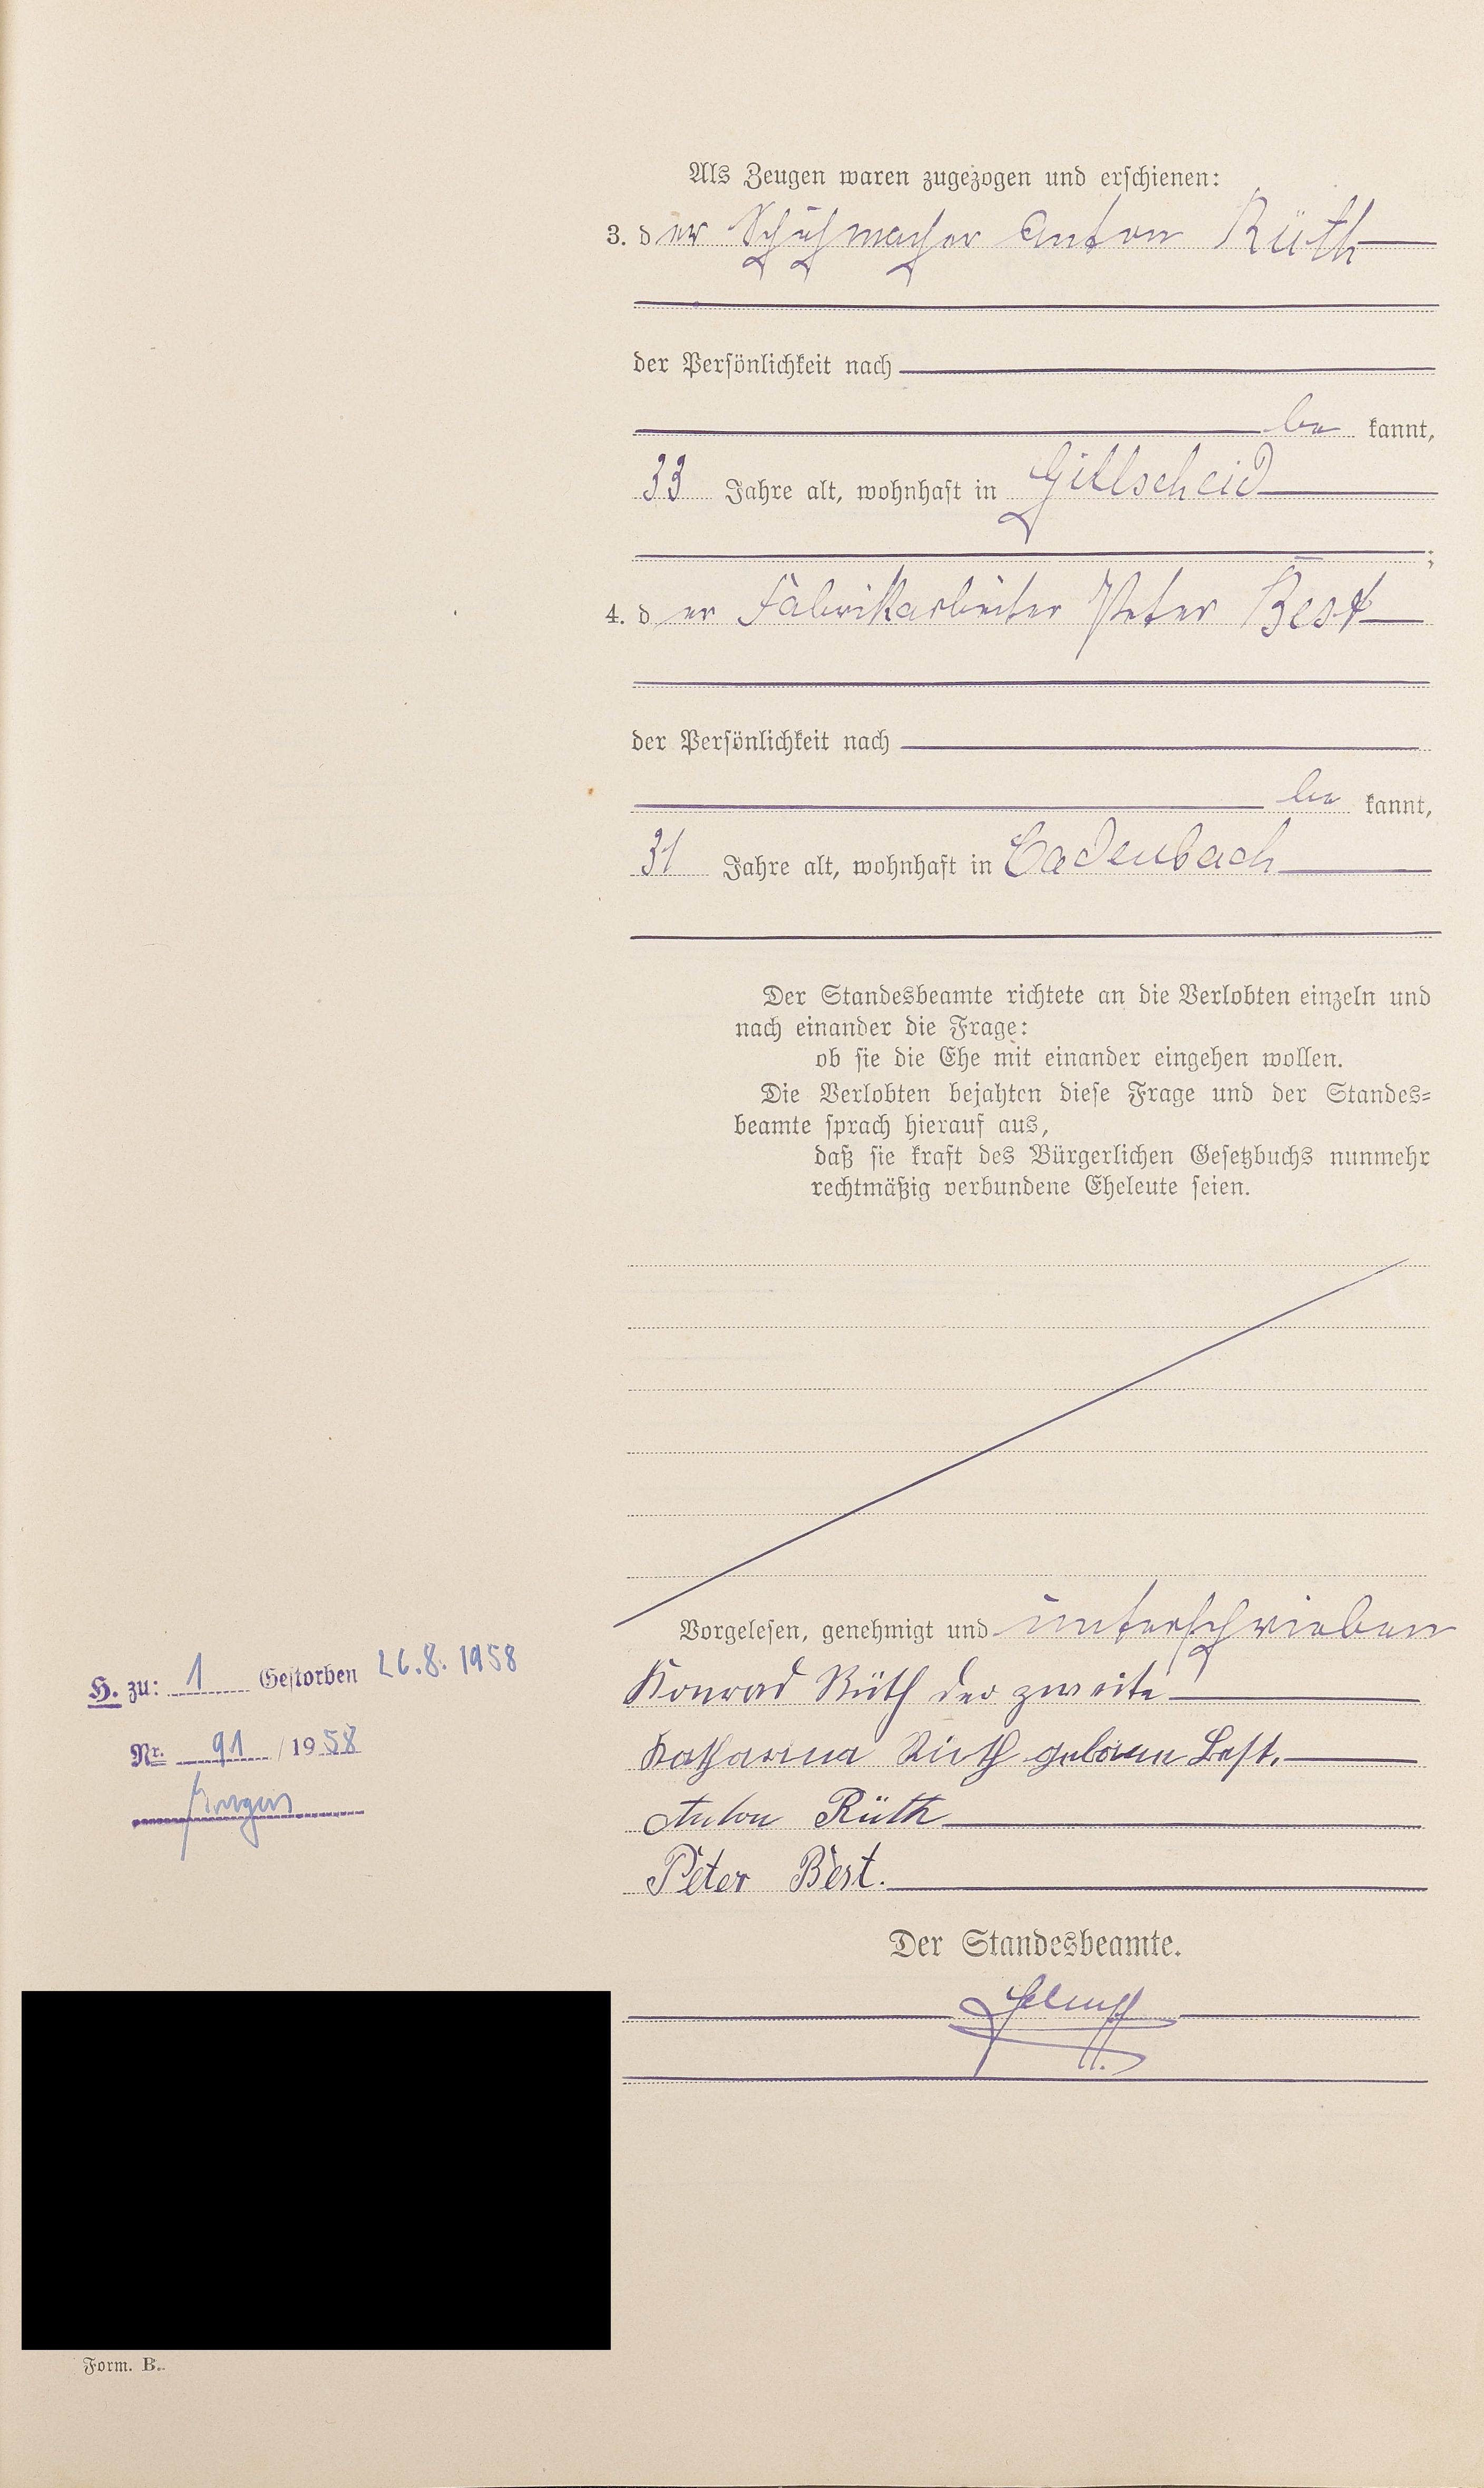 Als Zeugen waren zugezogen und erschienen:
3. der Schuhmacher Anton Rüth
der Persönlichkeit nach
be kannt,
33 Jahre alt, wohnhaft in Gillscheid
;
4. d er Fabrikarbeiter Peter Best
der Persönlichkeit nach
be kannt,
31 Jahre alt, wohnhaft in Cadenbach
Der Standesbeamte richtete an die Verlobten einzeln und
nach einander die Frage:
ob sie die Ehe mit einander eingehen wollen.
Die Verlobten bejahten diese Frage und der Standes=
beamte sprach hierauf aus,
daß sie kraft des Bürgerlichen Gesetzbuchs nunmehr
rechtmäßig verbundene Eheleute seien.
Vorgelesen, genehmigt und unterschrieben
Konrad Rüth der zweite
Katharina Rüth geborene Best.
Anton Rüth
Peter Best.
Der Standesbeamte.
H. zu: 1 Gestorben 26.8.1958
Nr. 91/1958
Form. B.